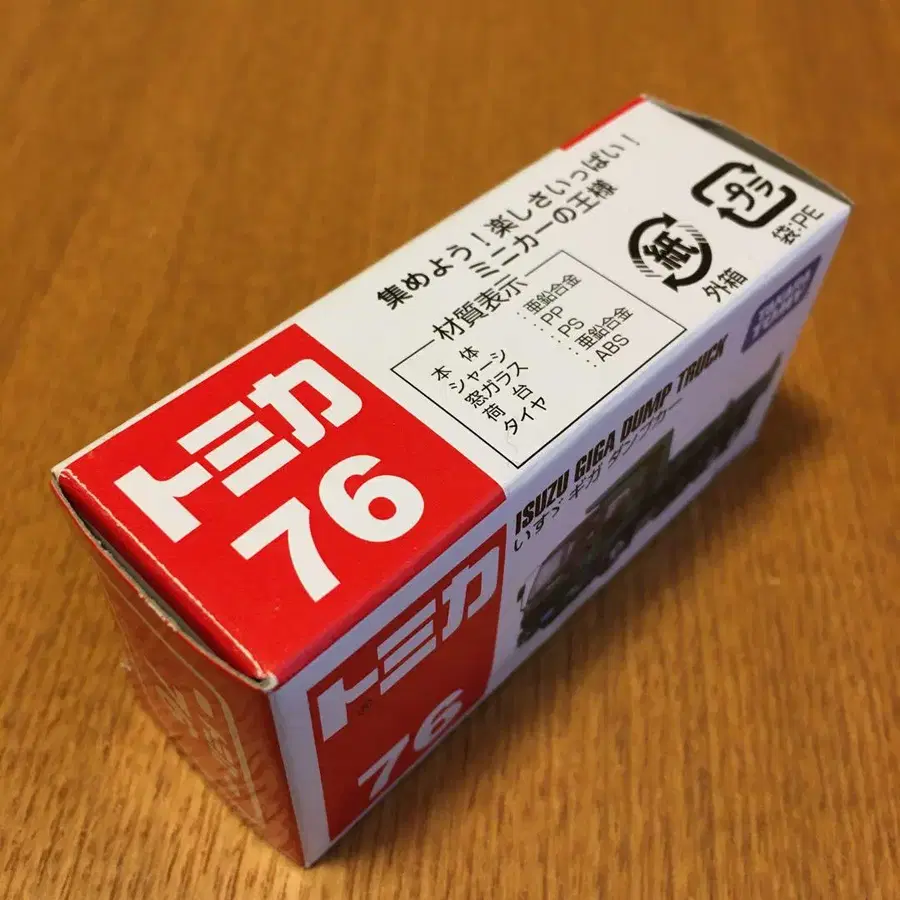 トミカ
76
集めよう！楽しさいっぱい！
ミニカーの王様
材質表示
本体：亜鉛合金
シャーシ：PP
窓ガラス：PS
荷台：亜鉛合金
タイヤ：ABS
紙
外箱
プラ
袋：PE
トミカ
®
76
ISUZU GIGA DUMP TRUCK
いすゞ ギガ ダンプカー
TAKARA
TOMY